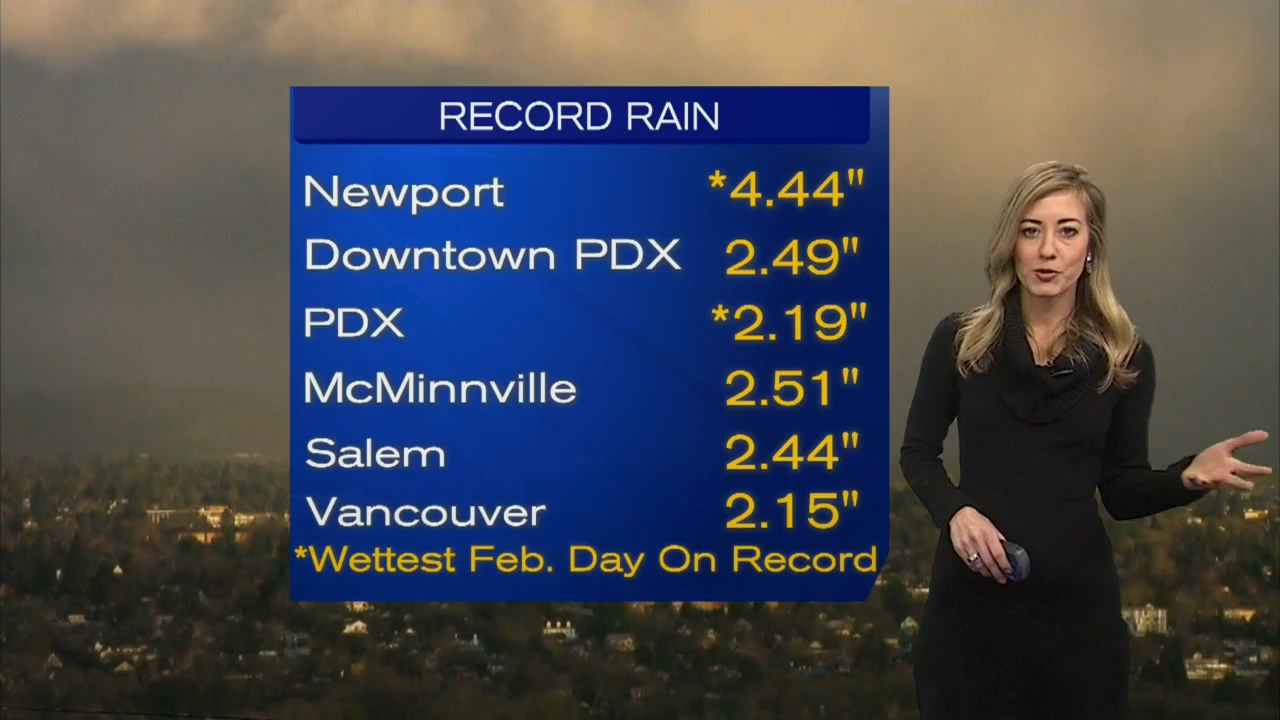 RECORD RAIN
Newport *4.44"
Downtown PDX 2.49"
PDX *2.19"
McMinnville 2.51"
Salem 2.44"
Vancouver 2.15"
*Wettest Feb. Day On Record